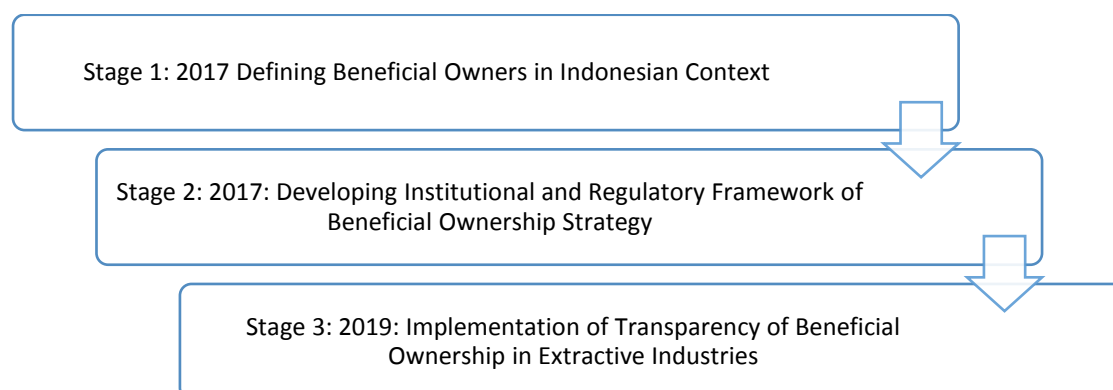 Stage 1: 2017 Defining Beneficial Owners in Indonesian Context
Stage 2: 2017: Developing Institutional and Regulatory Framework of
Beneficial Ownership Strategy
Stage 3: 2019: Implementation of Transparency of Beneficial
Ownership in Extractive Industries